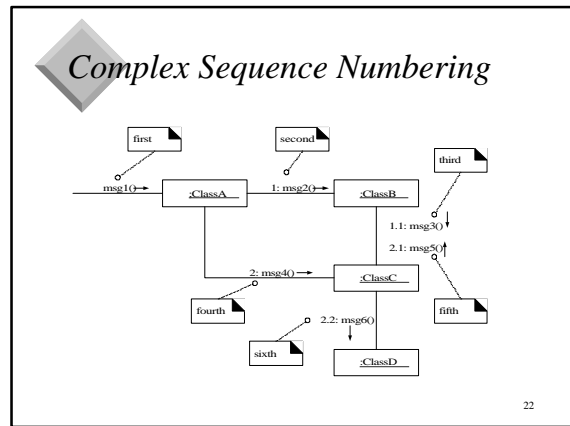 Complex Sequence Numbering
first
second
third
msg1()
:ClassA
1: msg2()
:ClassB
1.1: msg3()
2.1: msg5()
2: msg4()
:ClassC
fourth
2.2: msg6()
fifth
sixth
:ClassD
22